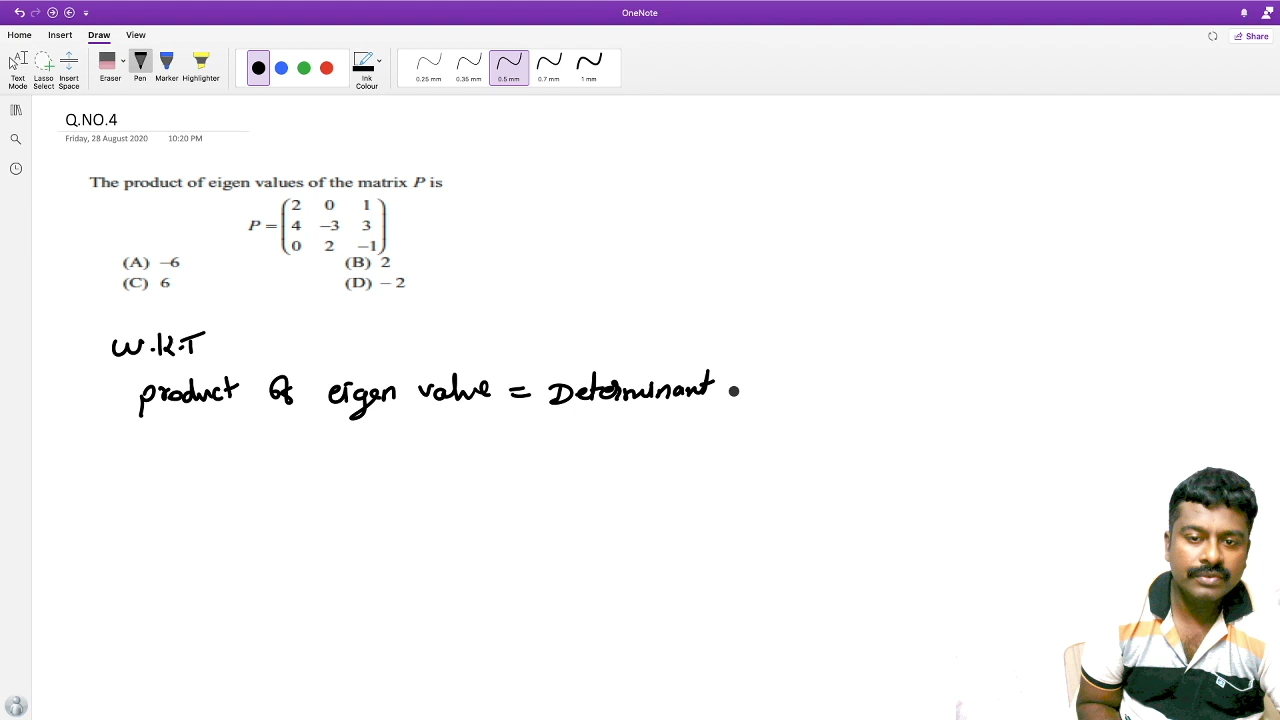 OneNote
Home Insert Draw View
Share
Text Mode
Lasso Select
Insert Space
Eraser
Pen
Marker
Highlighter
Ink Colour
0.25 mm
0.35 mm
0.5 mm
0.7 mm
1 mm
Q.NO.4
Friday, 28 August 2020 10:20 PM
The product of eigen values of the matrix P is
2 0 1
P = 4 −3 3
0 2 −1
(A) −6 (B) 2
(C) 6 (D) − 2
W.K.T
product of eigen value = Determinant